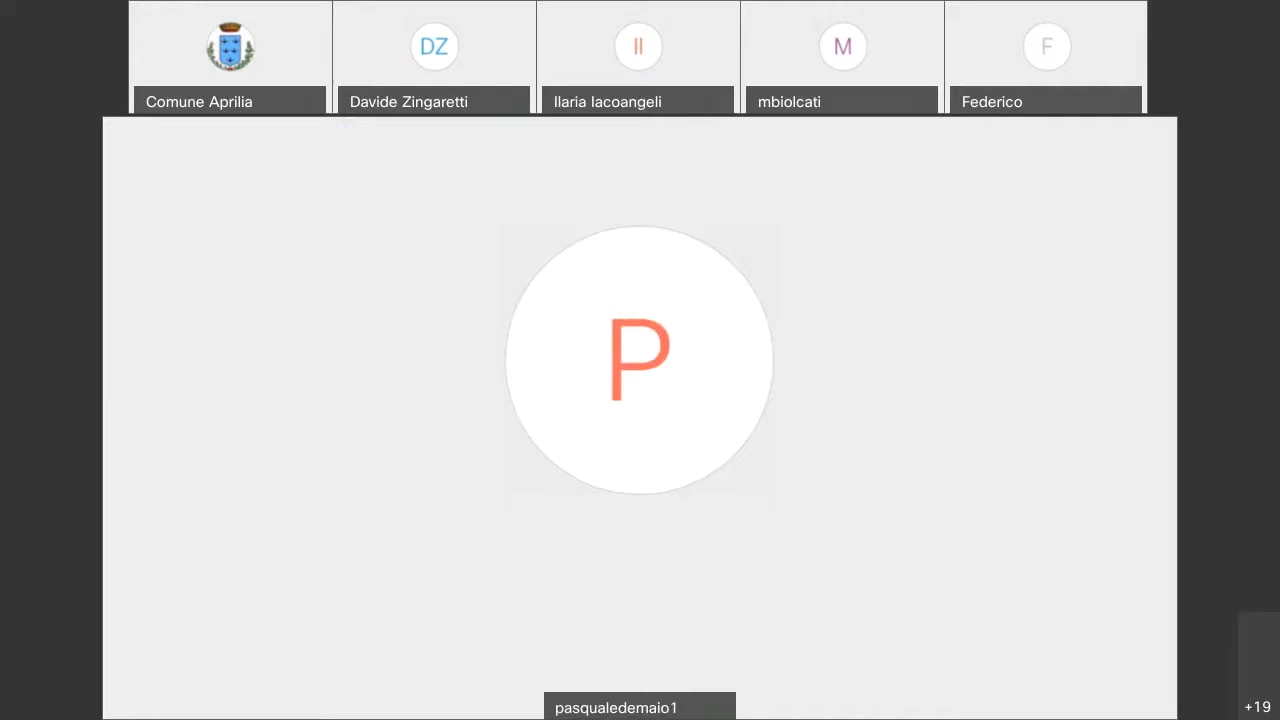 DZ
II
M
F
Comune Aprilia
Davide Zingaretti
Ilaria Iacoangeli
mbiolcati
Federico
P
pasqualedemaio1
+19